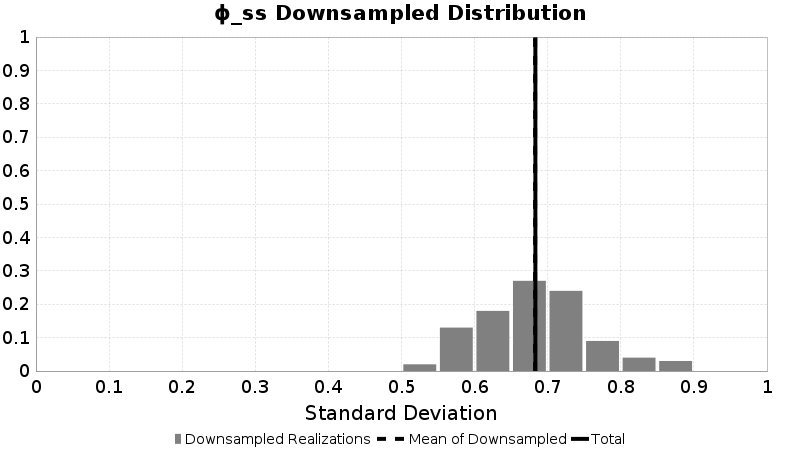 ϕ_ss Downsampled Distribution
1
0.9
0.8
0.7
0.6
0.5
0.4
0.3
0.2
0.1
0
0 0.1 0.2 0.3 0.4 0.5 0.6 0.7 0.8 0.9 1
Standard Deviation
Downsampled Realizations Mean of Downsampled Total